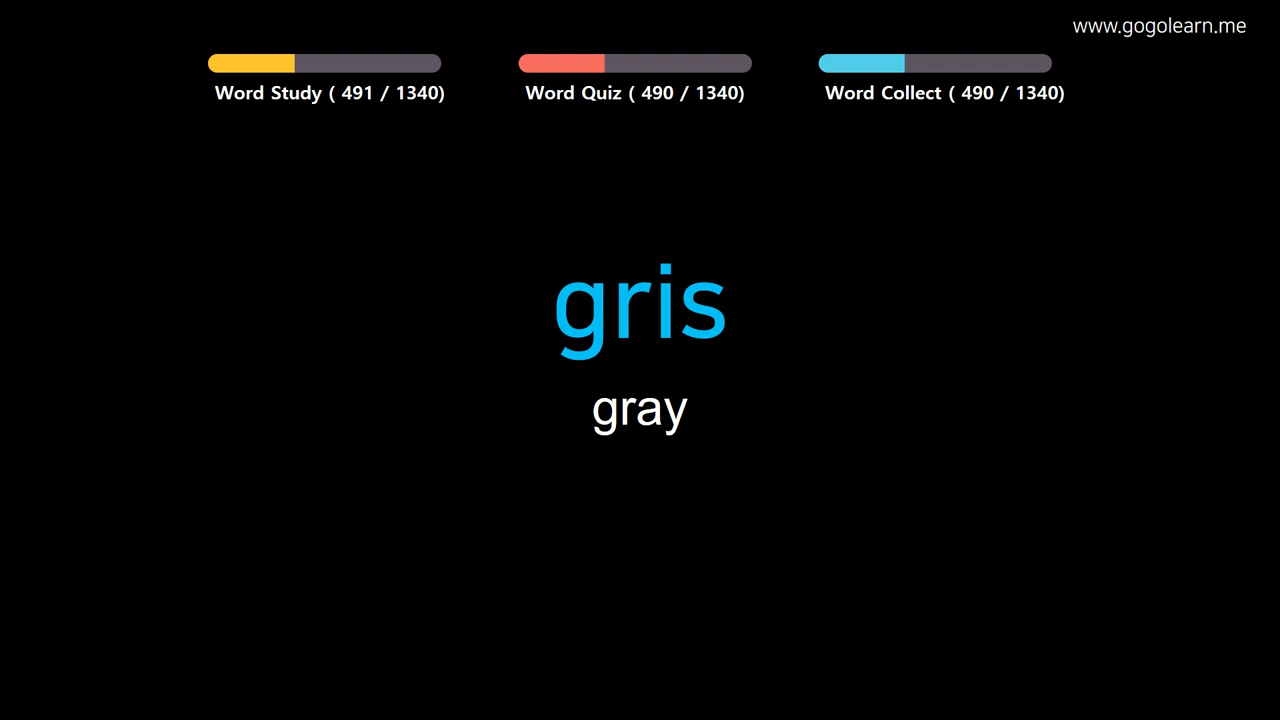 www.gogolearn.me
Word Study ( 491 / 1340)
Word Quiz ( 490 / 1340)
Word Collect ( 490 / 1340)
gris
gray